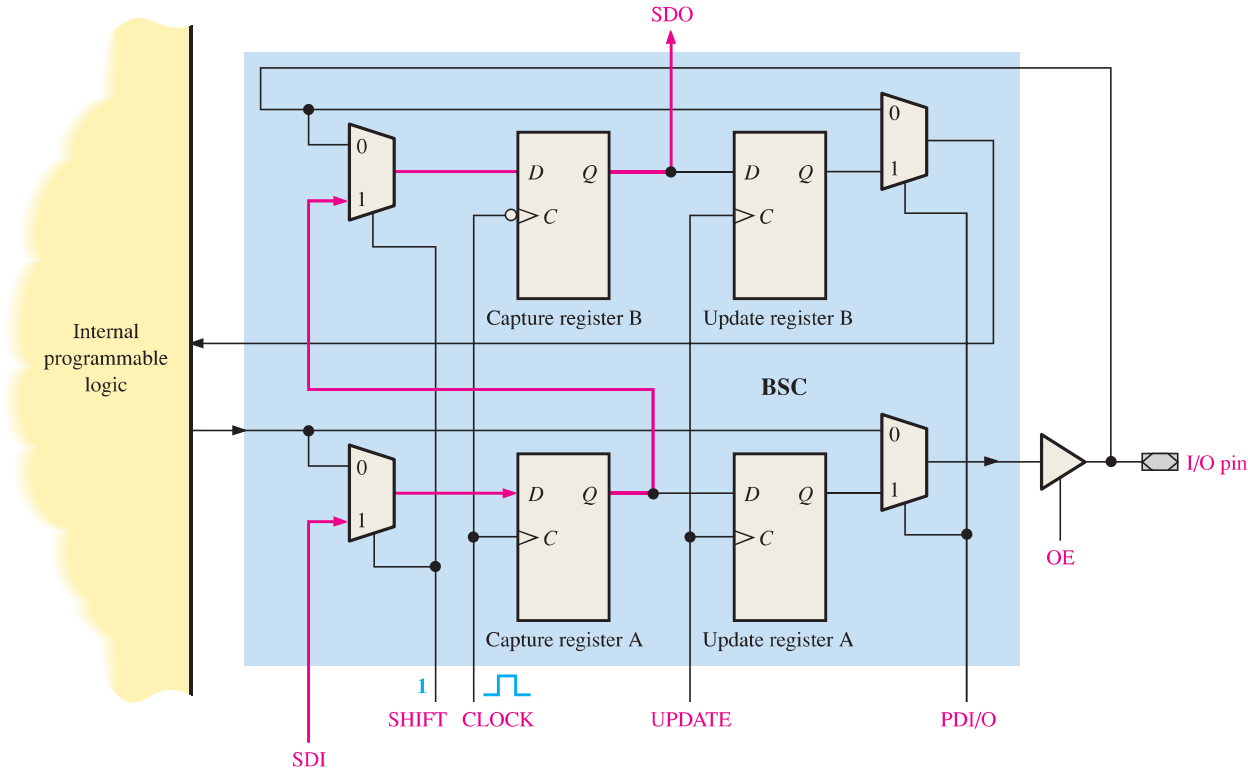 SDO
0
1
D Q
C
Capture register B
D Q
C
Update register B
0
1
Internal
programmable
logic
BSC
0
1
D Q
C
Capture register A
D Q
C
Update register A
0
1
I/O pin
OE
1
SHIFT
CLOCK
UPDATE
PDI/O
SDI